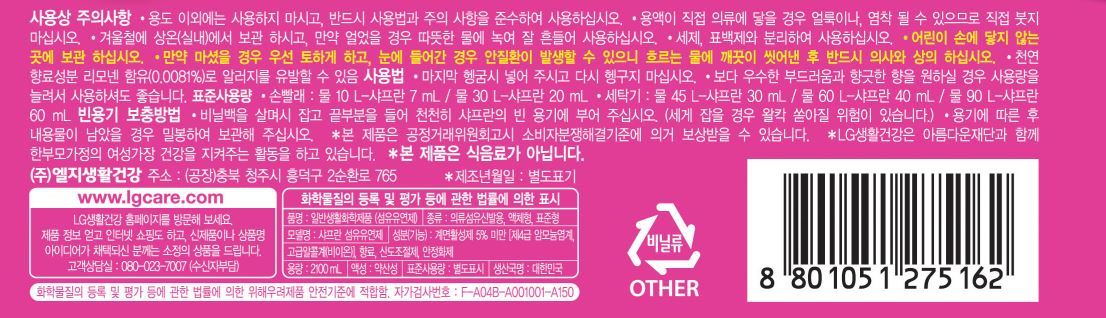 사용상 주의사항 •용도 이외에는 사용하지 마시고, 반드시 사용법과 주의 사항을 준수하여 사용하십시오. •용액이 직접 의류에 닿을 경우 얼룩이나, 염착 될 수 있으므로 직접 붓지
마십시오. •겨울철에 상온(실내)에서 보관 하시고, 만약 얼었을 경우 따뜻한 물에 녹여 잘 흔들어 사용하십시오. •세제, 표백제와 분리하여 사용하십시오. •어린이 손에 닿지 않는
곳에 보관 하십시오. •만약 마셨을 경우 우선 토하게 하고, 눈에 들어간 경우 안질환이 발생할 수 있으니 흐르는 물에 깨끗이 씻어낸 후 반드시 의사와 상의 하십시오. •천연
향료성분 리모넨 함유(0.0081%)로 알러지를 유발할 수 있음 사용법 •마지막 헹굼시 넣어 주시고 다시 헹구지 마십시오. •보다 우수한 부드러움과 향긋한 향을 원하실 경우 사용량을
늘려서 사용하셔도 좋습니다. 표준사용량 •손빨래 : 물 10 L-샤프란 7 mL / 물 30 L-샤프란 20 mL •세탁기 : 물 45 L-샤프란 30 mL / 물 60 L-샤프란 40 mL / 물 90 L-샤프란
60 mL 빈용기 보충방법 •비닐백을 살며시 잡고 끝부분을 들어 천천히 샤프란의 빈 용기에 부어 주십시오. (세게 잡을 경우 왈칵 쏟아질 위험이 있습니다.) •용기에 따른 후
내용물이 남았을 경우 밀봉하여 보관해 주십시오. *본 제품은 공정거래위원회고시 소비자분쟁해결기준에 의거 보상받을 수 있습니다. *LG생활건강은 아름다운재단과 함께
한부모가정의 여성가장 건강을 지켜주는 활동을 하고 있습니다. *본 제품은 식음료가 아닙니다.
(주)엘지생활건강 주소 : (공장)충북 청주시 흥덕구 2순환로 765 *제조년월일 : 별도표기
www.lgcare.com
LG생활건강 홈페이지를 방문해 보세요.
제품 정보 얻고 인터넷 쇼핑도 하고, 신제품이나 상품명
아이디어가 채택되신 분께는 소정의 상품을 드립니다.
고객상담실 : 080-023-7007 (수신자부담)
화학물질의 등록 및 평가 등에 관한 법률에 의한 표시
품명 : 일반생활화학제품 (섬유유연제) 종류 : 의류섬유신발용, 액체형, 표준형
모델명 : 샤프란 섬유유연제 성분(기능) : 계면활성제 5% 미만 [제4급 암모늄염계,
고급알콜계(비이온)], 향료, 산도조절제, 안정화제
용량 : 2100 mL 액성 : 약산성 표준사용량 : 별도표시 생산국명 : 대한민국
화학물질의 등록 및 평가 등에 관한 법률에 의한 위해우려제품 안전기준에 적합함. 자가검사번호 : F-A04B-A001001-A150
비닐류
OTHER
8 801051 275162